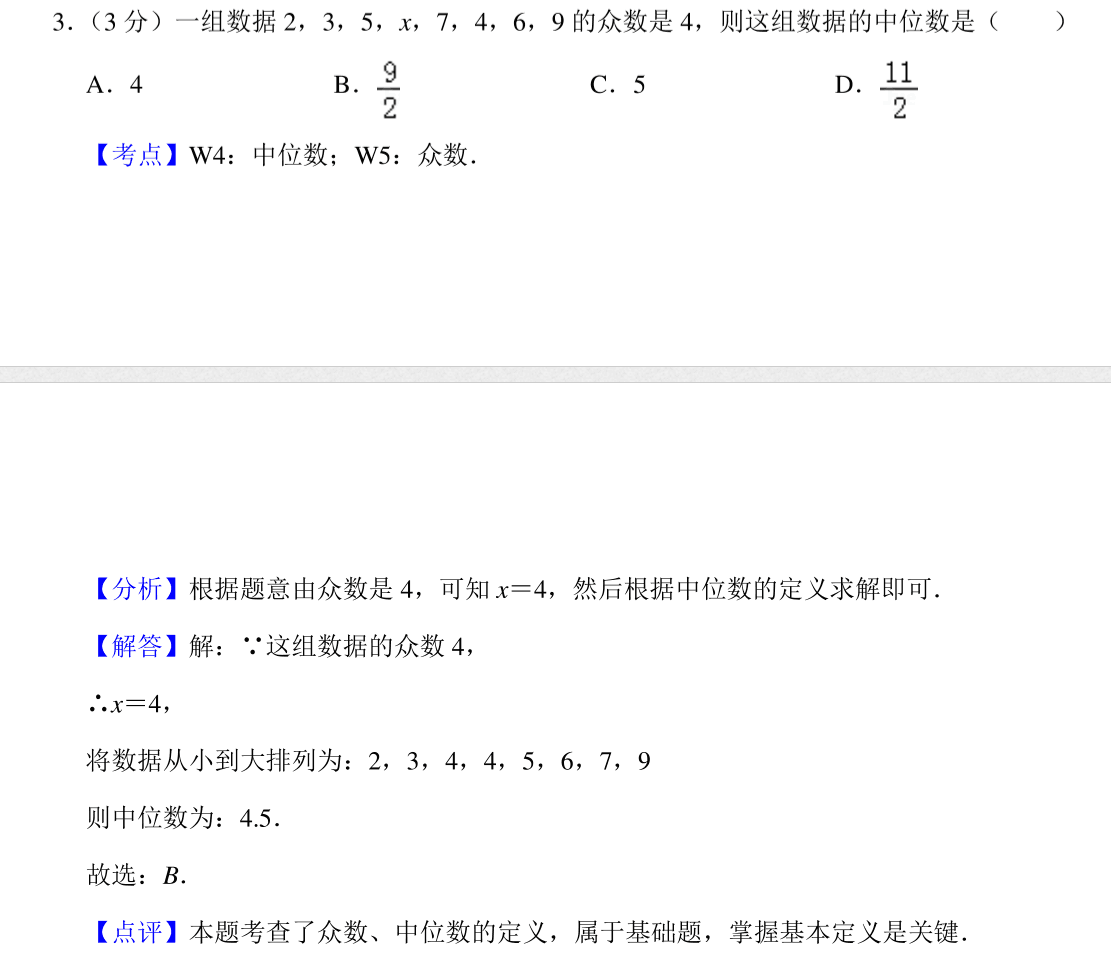 3.（3 分）一组数据 2，3，5，x，7，4，6，9 的众数是 4，则这组数据的中位数是（　　）
A．4　B．9/2　C．5　D．11/2
【考点】W4：中位数；W5：众数．
【分析】根据题意由众数是 4，可知 x＝4，然后根据中位数的定义求解即可．
【解答】解：∵这组数据的众数 4，
∴x＝4，
将数据从小到大排列为：2，3，4，4，5，6，7，9
则中位数为：4.5．
故选：B．
【点评】本题考查了众数、中位数的定义，属于基础题，掌握基本定义是关键．